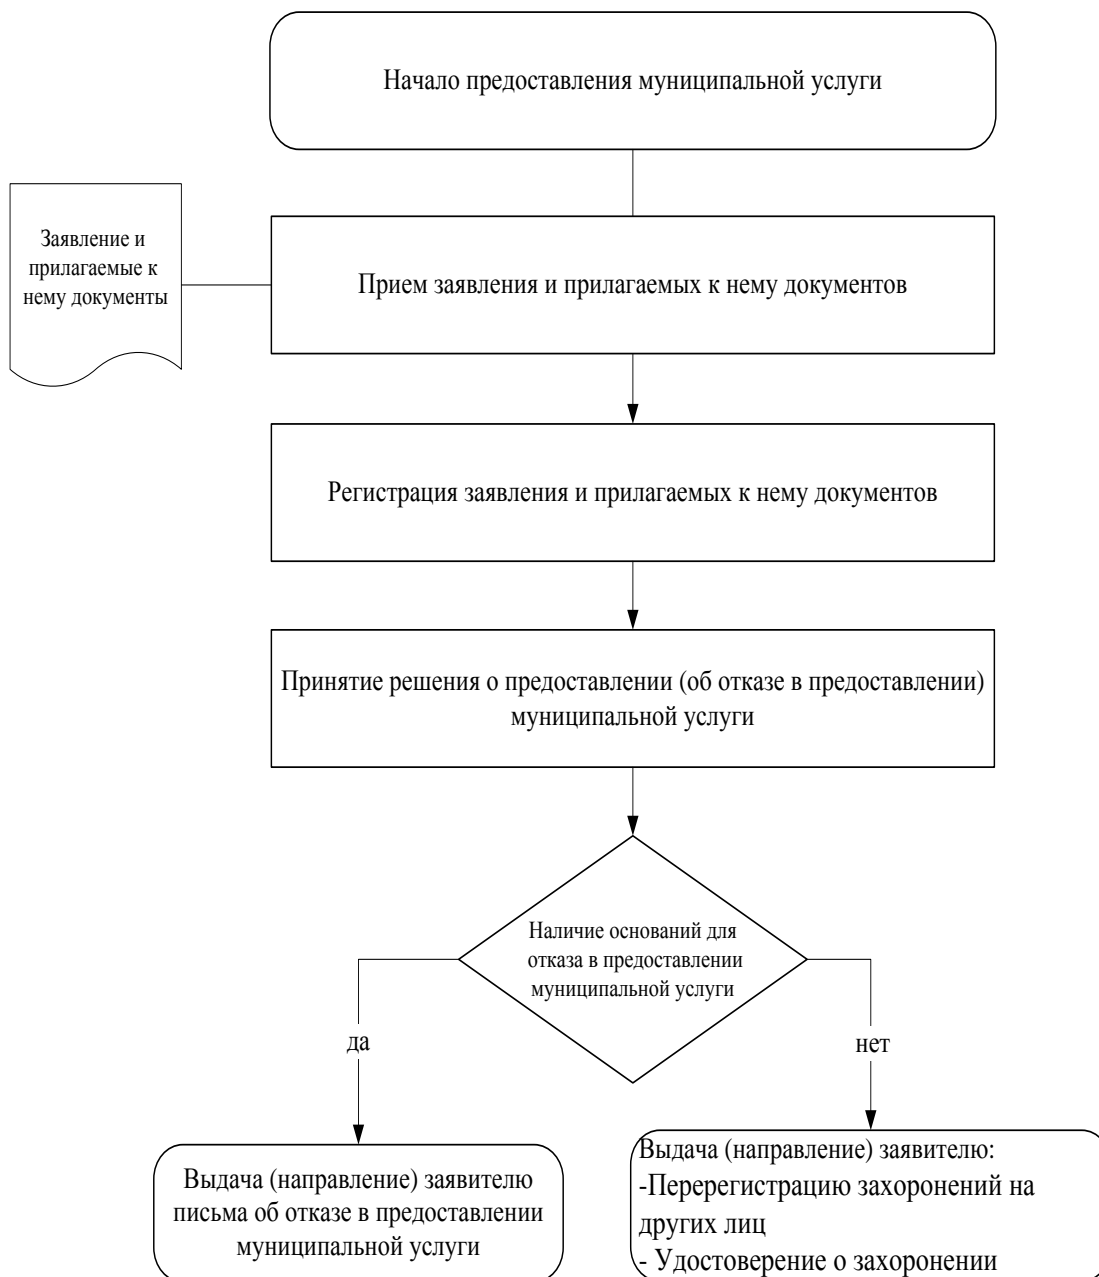 Начало предоставления муниципальной услуги
Заявление и
прилагаемые к
нему документы
Прием заявления и прилагаемых к нему документов
Регистрация заявления и прилагаемых к нему документов
Принятие решения о предоставлении (об отказе в предоставлении)
муниципальной услуги
Наличие оснований для
отказа в предоставлении
муниципальной услуги
да
нет
Выдача (направление) заявителю
письма об отказе в предоставлении
муниципальной услуги
Выдача (направление) заявителю:
-Перерегистрацию захоронений на
других лиц
- Удостоверение о захоронении